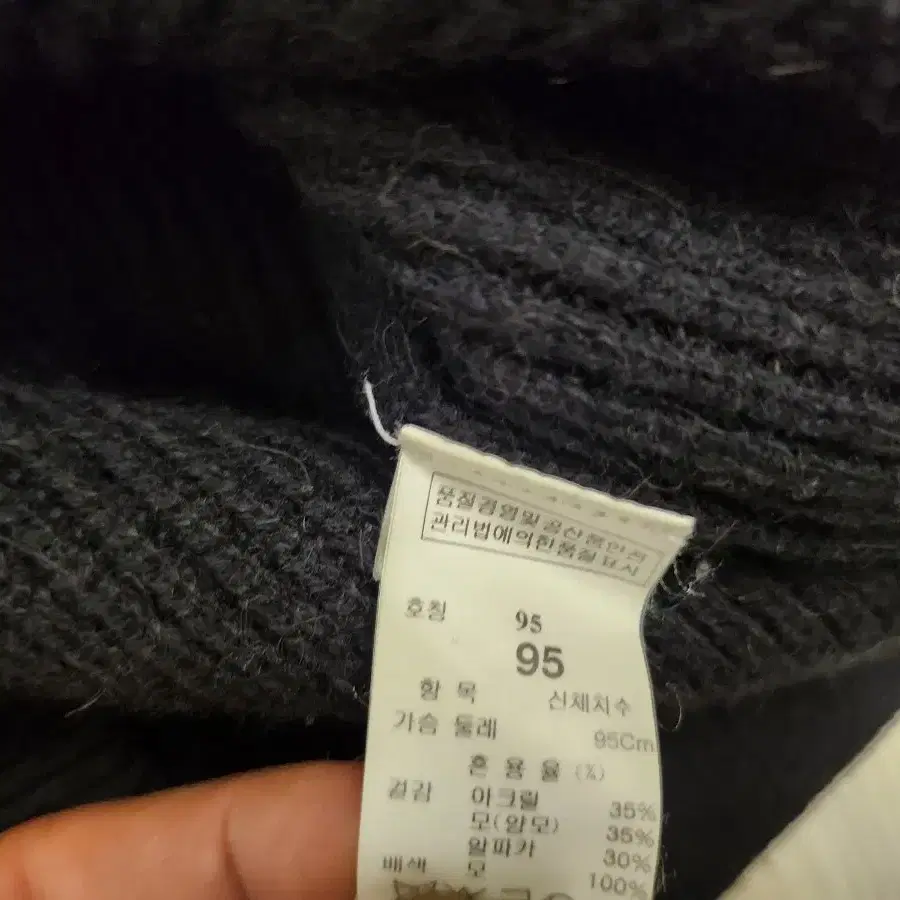 품질경영및공산품안전
관리법에의한품질표시
호칭 95
95
항 목 신체치수
가슴 둘레 95Cm
혼 용 율 (%)
겉감 아크릴 35%
모(양모) 35%
알파카 30%
배색 모 100%